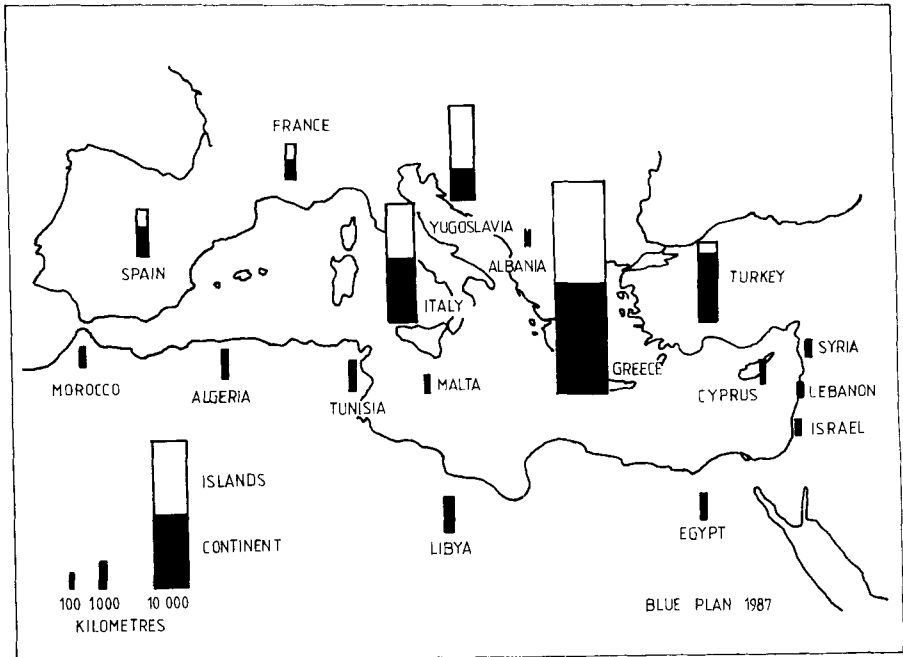 FRANCE
YUGOSLAVIA
ALBANIA
SPAIN
TURKEY
ITALY
SYRIA
MOROCCO
ALGERIA
TUNISIA
MALTA
GREECE
CYPRUS
LEBANON
ISRAEL
ISLANDS
CONTINENT
LIBYA
EGYPT
100 1000 10 000
KILOMETRES
BLUE PLAN 1987